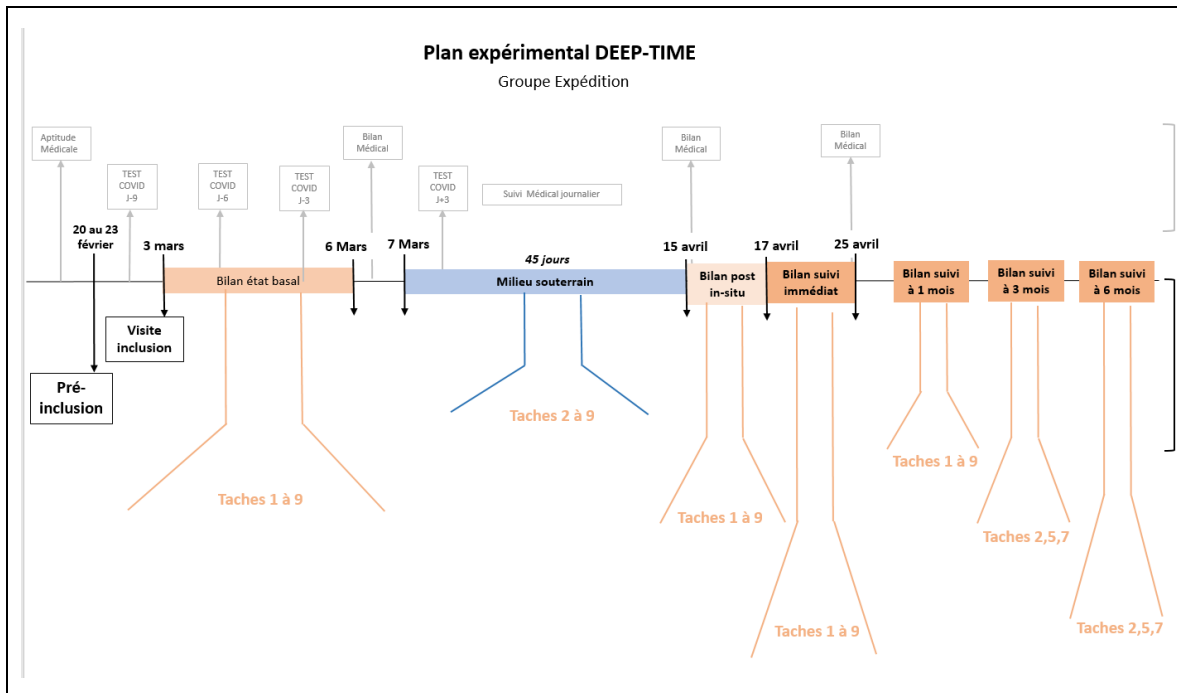 Plan expérimental DEEP-TIME
Groupe Expédition
Aptitude
Médicale
TEST
COVID
J-9
TEST
COVID
J-6
TEST
COVID
J-3
Bilan
Médical
TEST
COVID
J+3
Suivi Médical journalier
Bilan
Médical
Bilan
Médical
20 au 23
février
3 mars
6 Mars
7 Mars
45 jours
15 avril
17 avril
25 avril
Bilan état basal
Milieu souterrain
Bilan post
in-situ
Bilan suivi
immédiat
Bilan suivi
à 1 mois
Bilan suivi
à 3 mois
Bilan suivi
à 6 mois
Visite
inclusion
Pré-
inclusion
Taches 1 à 9
Taches 2 à 9
Taches 1 à 9
Taches 1 à 9
Taches 1 à 9
Taches 2,5,7
Taches 2,5,7